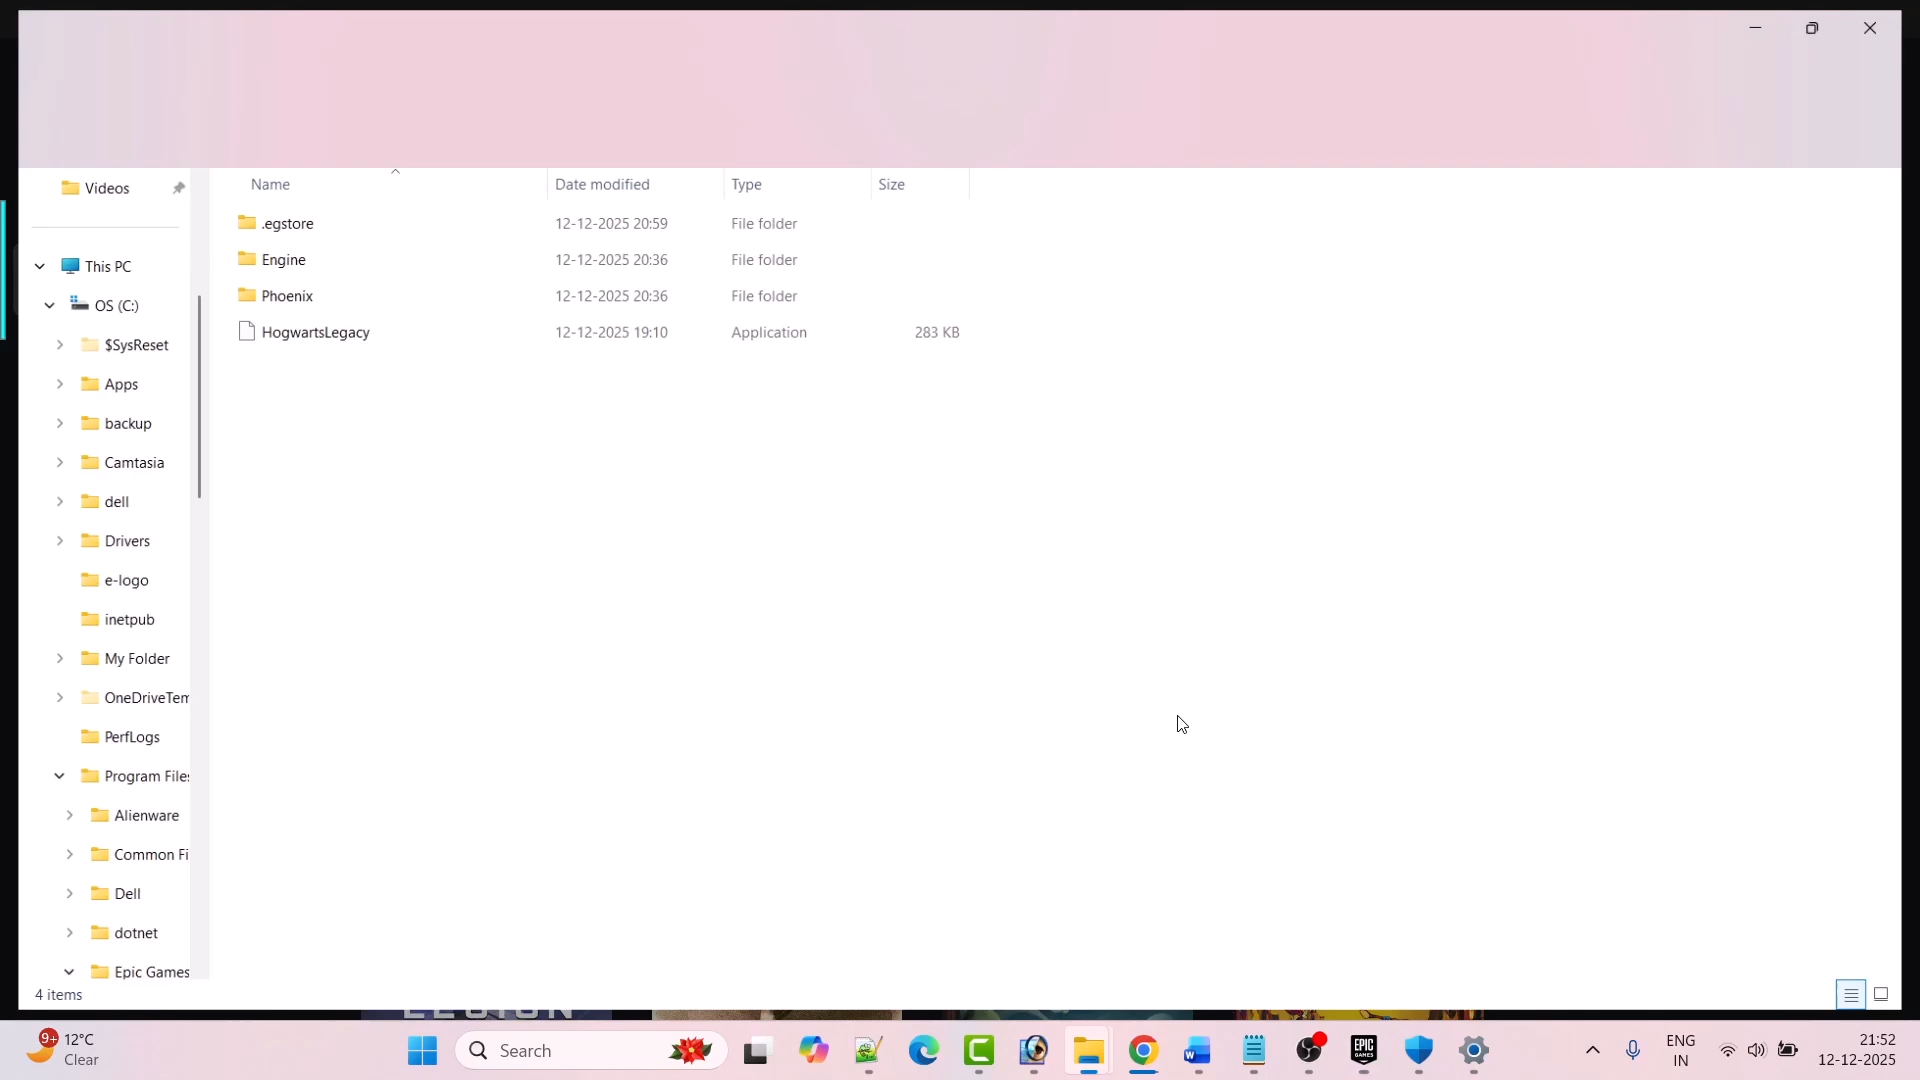 Videos
This PC
OS (C:)
$SysReset
Apps
backup
Camtasia
dell
Drivers
e-logo
inetpub
My Folder
OneDriveTem
PerfLogs
Program Files
Alienware
Common Fi
Dell
dotnet
Epic Games
Name Date modified Type Size
.egstore 12-12-2025 20:59 File folder
Engine 12-12-2025 20:36 File folder
Phoenix 12-12-2025 20:36 File folder
HogwartsLegacy 12-12-2025 19:10 Application 283 KB
4 items
LEGION
9+
12°C
Clear
Search
EPIC
GAMES
ENG
IN
21:52
12-12-2025